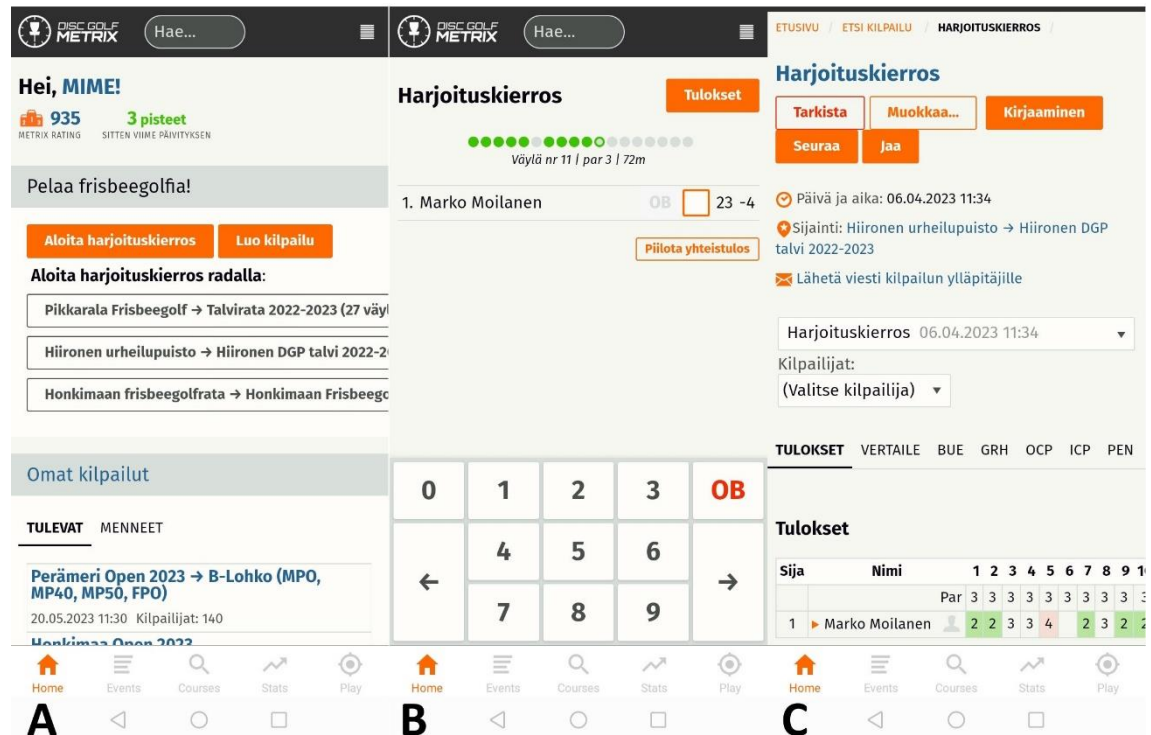 DISC GOLF
METRIX
Hae...
Hei, MIME!
935
METRIX RATING
3 pisteet
SITTEN VIIME PÄIVITYKSEN
Pelaa frisbeegolfia!
Aloita harjoituskierros
Luo kilpailu
Aloita harjoituskierros radalla:
Pikkarala Frisbeegolf → Talvirata 2022-2023 (27 väyl
Hiironen urheilupuisto → Hiironen DGP talvi 2022-2
Honkimaan frisbeegolfrata → Honkimaan Frisbeego
Omat kilpailut
TULEVAT MENNEET
Perämeri Open 2023 → B-Lohko (MPO,
MP40, MP50, FPO)
20.05.2023 11:30 Kilpailijat: 140
Honkimaa Open 2023
Home Events Courses Stats Play
A
DISC GOLF
METRIX
Hae...
Harjoituskierros
Tulokset
Väylä nr 11 | par 3 | 72m
1. Marko Moilanen OB 23 -4
Piilota yhteistulos
0 1 2 3 OB
4 5 6
← →
7 8 9
Home Events Courses Stats Play
B
ETUSIVU / ETSI KILPAILU / HARJOITUSKIERROS /
Harjoituskierros
Tarkista Muokkaa... Kirjaaminen
Seuraa Jaa
Päivä ja aika: 06.04.2023 11:34
Sijainti: Hiironen urheilupuisto → Hiironen DGP
talvi 2022-2023
Lähetä viesti kilpailun ylläpitäjille
Harjoituskierros 06.04.2023 11:34
Kilpailijat:
(Valitse kilpailija)
TULOKSET VERTAILE BUE GRH OCP ICP PEN
Tulokset
Sija Nimi 1 2 3 4 5 6 7 8 9 1
Par 3 3 3 3 3 3 3 3 3
1 Marko Moilanen 2 2 3 3 4 2 3 2 2
Home Events Courses Stats Play
C